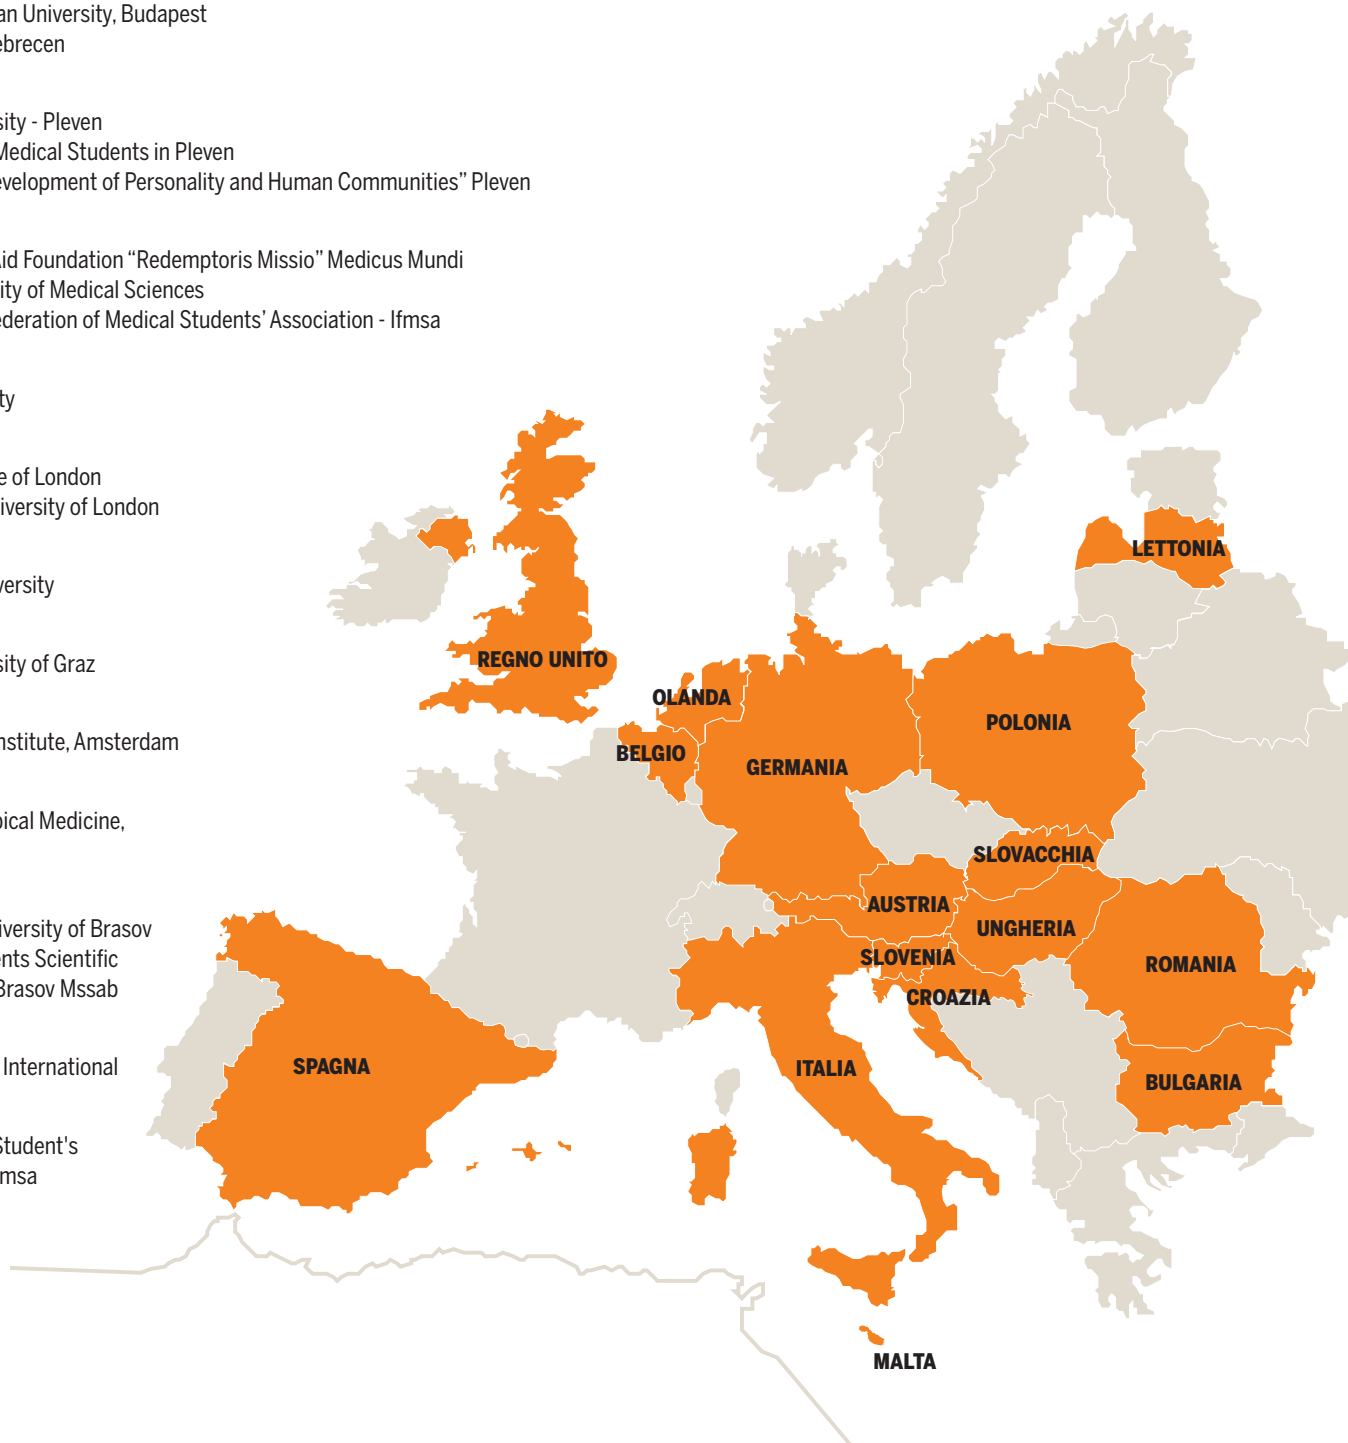 an University, Budapest
ebrecen
sity - Pleven
Medical Students in Pleven
evelopment of Personality and Human Communities” Pleven
Aid Foundation “Redemptoris Missio” Medicus Mundi
ity of Medical Sciences
ederation of Medical Students’ Association - Ifmsa
ty
e of London
iversity of London
versity
sity of Graz
nstitute, Amsterdam
pical Medicine,
iversity of Brasov
ents Scientific
Brasov Mssab
International
Student's
msa
LETTONIA
REGNO UNITO
OLANDA
POLONIA
BELGIO
GERMANIA
SLOVACCHIA
AUSTRIA
UNGHERIA
SLOVENIA
ROMANIA
CROAZIA
SPAGNA
ITALIA
BULGARIA
MALTA